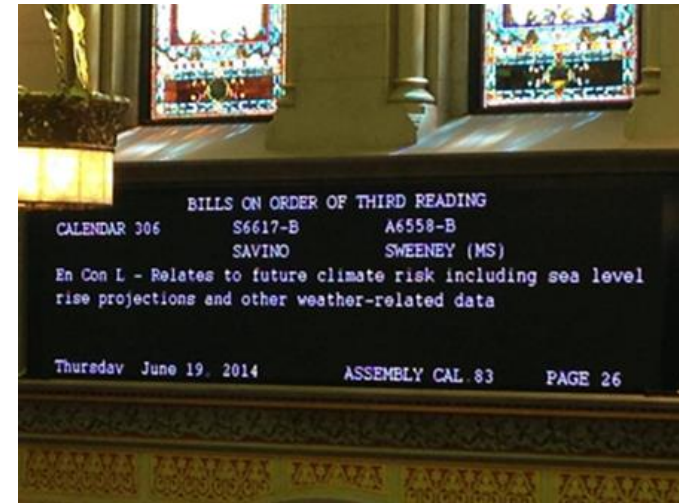 BILLS ON ORDER OF THIRD READING
CALENDAR 306 S6617-B A6558-B
SAVINO SWEENEY (MS)
En Con L - Relates to future climate risk including sea level
rise projections and other weather-related data
Thursday June 19, 2014 ASSEMBLY CAL.83 PAGE 26